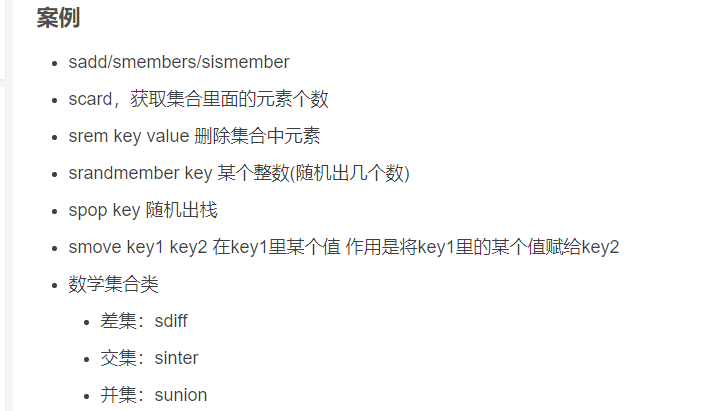 案例
sadd/smembers/sismember
scard，获取集合里面的元素个数
srem key value 删除集合中元素
srandmember key 某个整数(随机出几个数)
spop key 随机出栈
smove key1 key2 在key1里某个值 作用是将key1里的某个值赋给key2
数学集合类
差集：sdiff
交集：sinter
并集：sunion